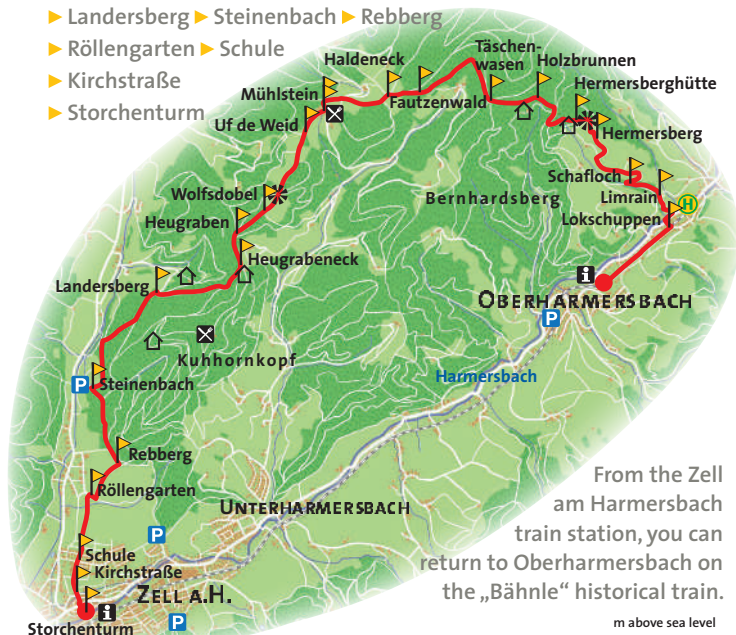 ▶ Landersberg ▶ Steinenbach ▶ Rebberg
▶ Röllengarten ▶ Schule
▶ Kirchstraße
▶ Storchenturm
Haldeneck
Täschen-
wasen
Holzbrunnen
Mühlstein
Fautzenwald
Hermersberghütte
Uf de Weid
Hermersberg
Schafloch
Wolfsdobel
Limrain
Bernhardsberg
Heugraben
Lokschuppen
H
Heugrabeneck
Landersberg
i
OBERHARMERSBACH
P
Kuhhornkopf
Harmersbach
P
Steinenbach
Rebberg
Röllengarten
UNTERHARMERSBACH
P
Schule
Kirchstraße
ZELL A.H.
i
P
Storchenturm
From the Zell
am Harmersbach
train station, you can
return to Oberharmersbach on
the „Bähnle“ historical train.
m above sea level